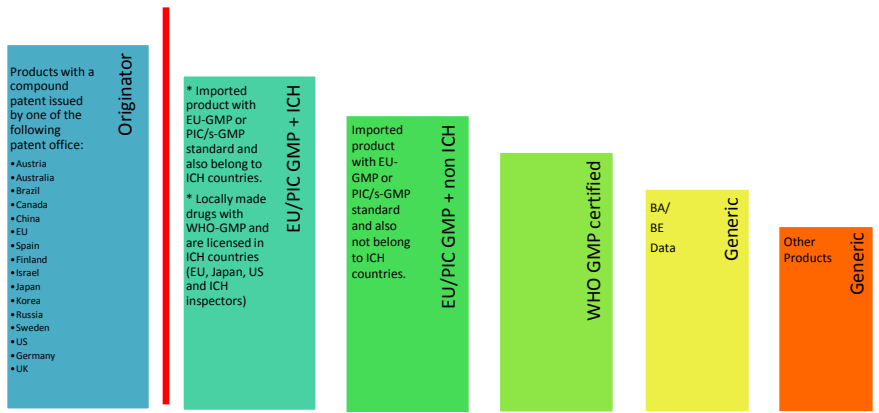 Products with a
compound
patent issued
by one of the
following
patent office:
•Austria
•Australia
•Brazil
•Canada
•China
•EU
•Spain
•Finland
•Israel
•Japan
•Korea
•Russia
•Sweden
•US
•Germany
•UK
Originator
* Imported
product with
EU-GMP or
PIC/s-GMP
standard and
also belong to
ICH countries.
* Locally made
drugs with
WHO-GMP and
are licensed in
ICH countries
(EU, Japan, US
and ICH
inspectors)
EU/PIC GMP + ICH
Imported
product
with EU-
GMP or
PIC/s-GMP
standard
and also
not belong
to ICH
countries.
EU/PIC GMP + non ICH
WHO GMP certified
BA/
BE
Data
Generic
Other
Products
Generic